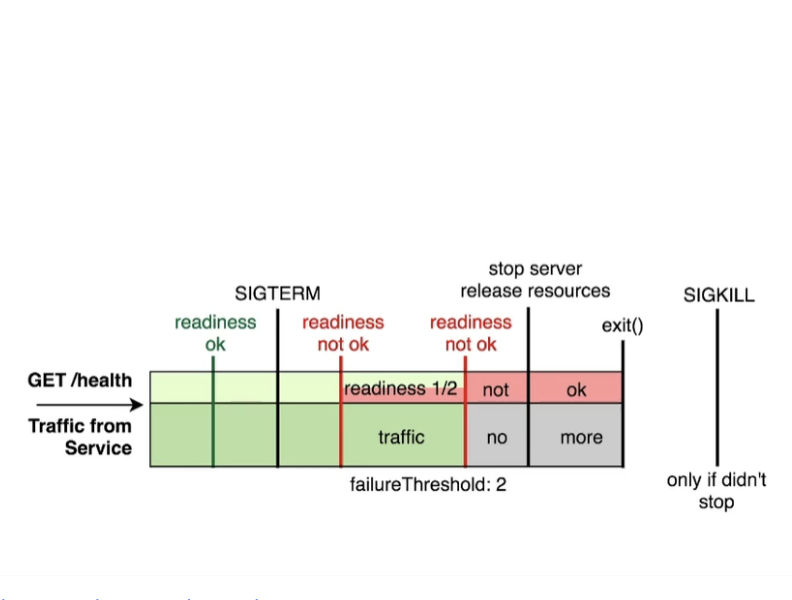 stop server
release resources
SIGTERM
SIGKILL
readiness
ok
readiness
not ok
readiness
not ok
exit()
GET /health
readiness 1/2
not
ok
Traffic from
Service
traffic
no
more
failureThreshold: 2
only if didn't
stop